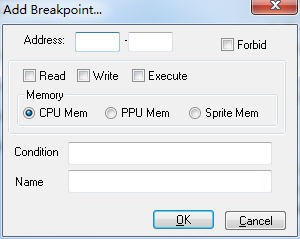 Add Breakpoint...
Address: - Forbid
Read Write Execute
Memory
CPU Mem PPU Mem Sprite Mem
Condition
Name
OK Cancel